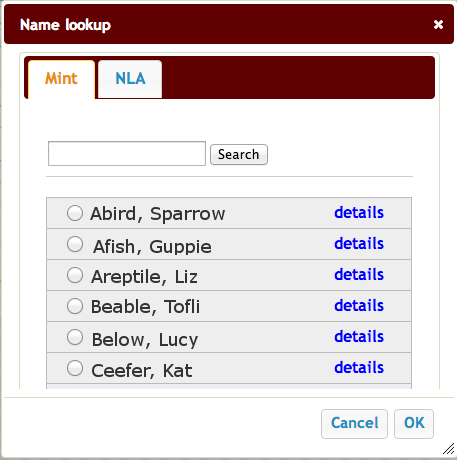 Name lookup
Mint NLA
Search
Abird, Sparrow details
Afish, Guppie details
Areptile, Liz details
Beable, Tofli details
Below, Lucy details
Ceefer, Kat details
Cancel OK